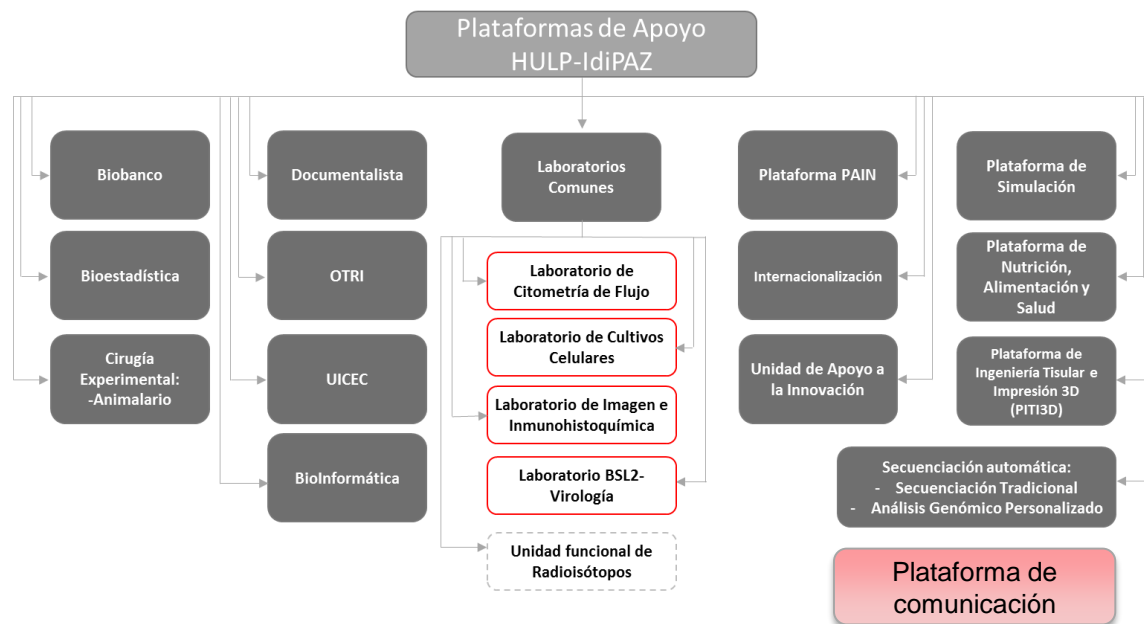 Plataformas de Apoyo
HULP-IdiPAZ
Biobanco
Bioestadística
Cirugía
Experimental:
-Animalario
Documentalista
OTRI
UICEC
BioInformática
Laboratorios
Comunes
Laboratorio de
Citometría de Flujo
Laboratorio de Cultivos
Celulares
Laboratorio de Imagen e
Inmunohistoquímica
Laboratorio BSL2-
Virología
Unidad funcional de
Radioisótopos
Plataforma PAIN
Internacionalización
Unidad de Apoyo a
la Innovación
Plataforma de
Simulación
Plataforma de
Nutrición,
Alimentación y
Salud
Plataforma de
Ingeniería Tisular e
Impresión 3D
(PITI3D)
Secuenciación automática:
- Secuenciación Tradicional
- Análisis Genómico Personalizado
Plataforma de
comunicación